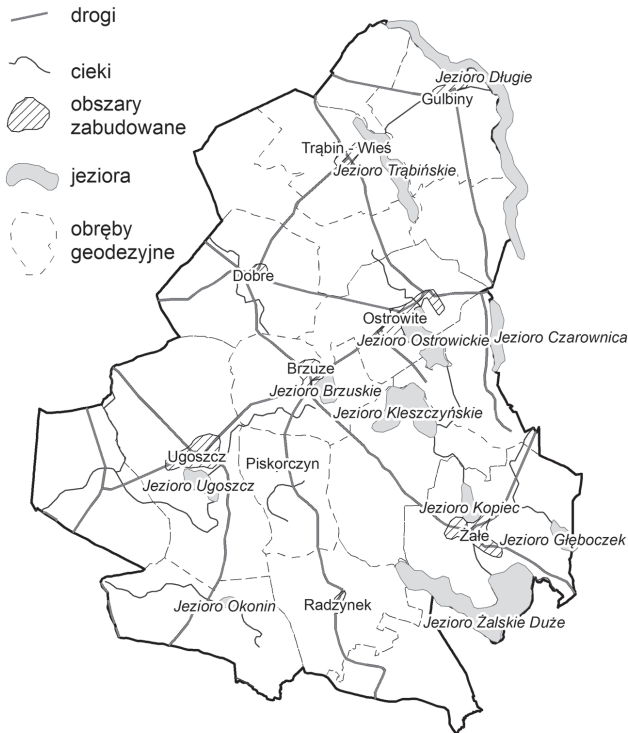 drogi
cieki
obszary
zabudowane
jeziora
obręby
geodezyjne
Jezioro Długie
Gulbiny
Trąbin - Wieś
Jezioro Trąbińskie
Dobre
Ostrowite
Jezioro Ostrowickie
Jezioro Czarownica
Brzuze
Jezioro Brzuskie
Jezioro Kleszczyńskie
Ugoszcz
Piskorczyn
Jezioro Ugoszcz
Jezioro Kopiec
Żałe
Jezioro Głęboczek
Jezioro Okonin
Radzynek
Jezioro Żalskie Duże